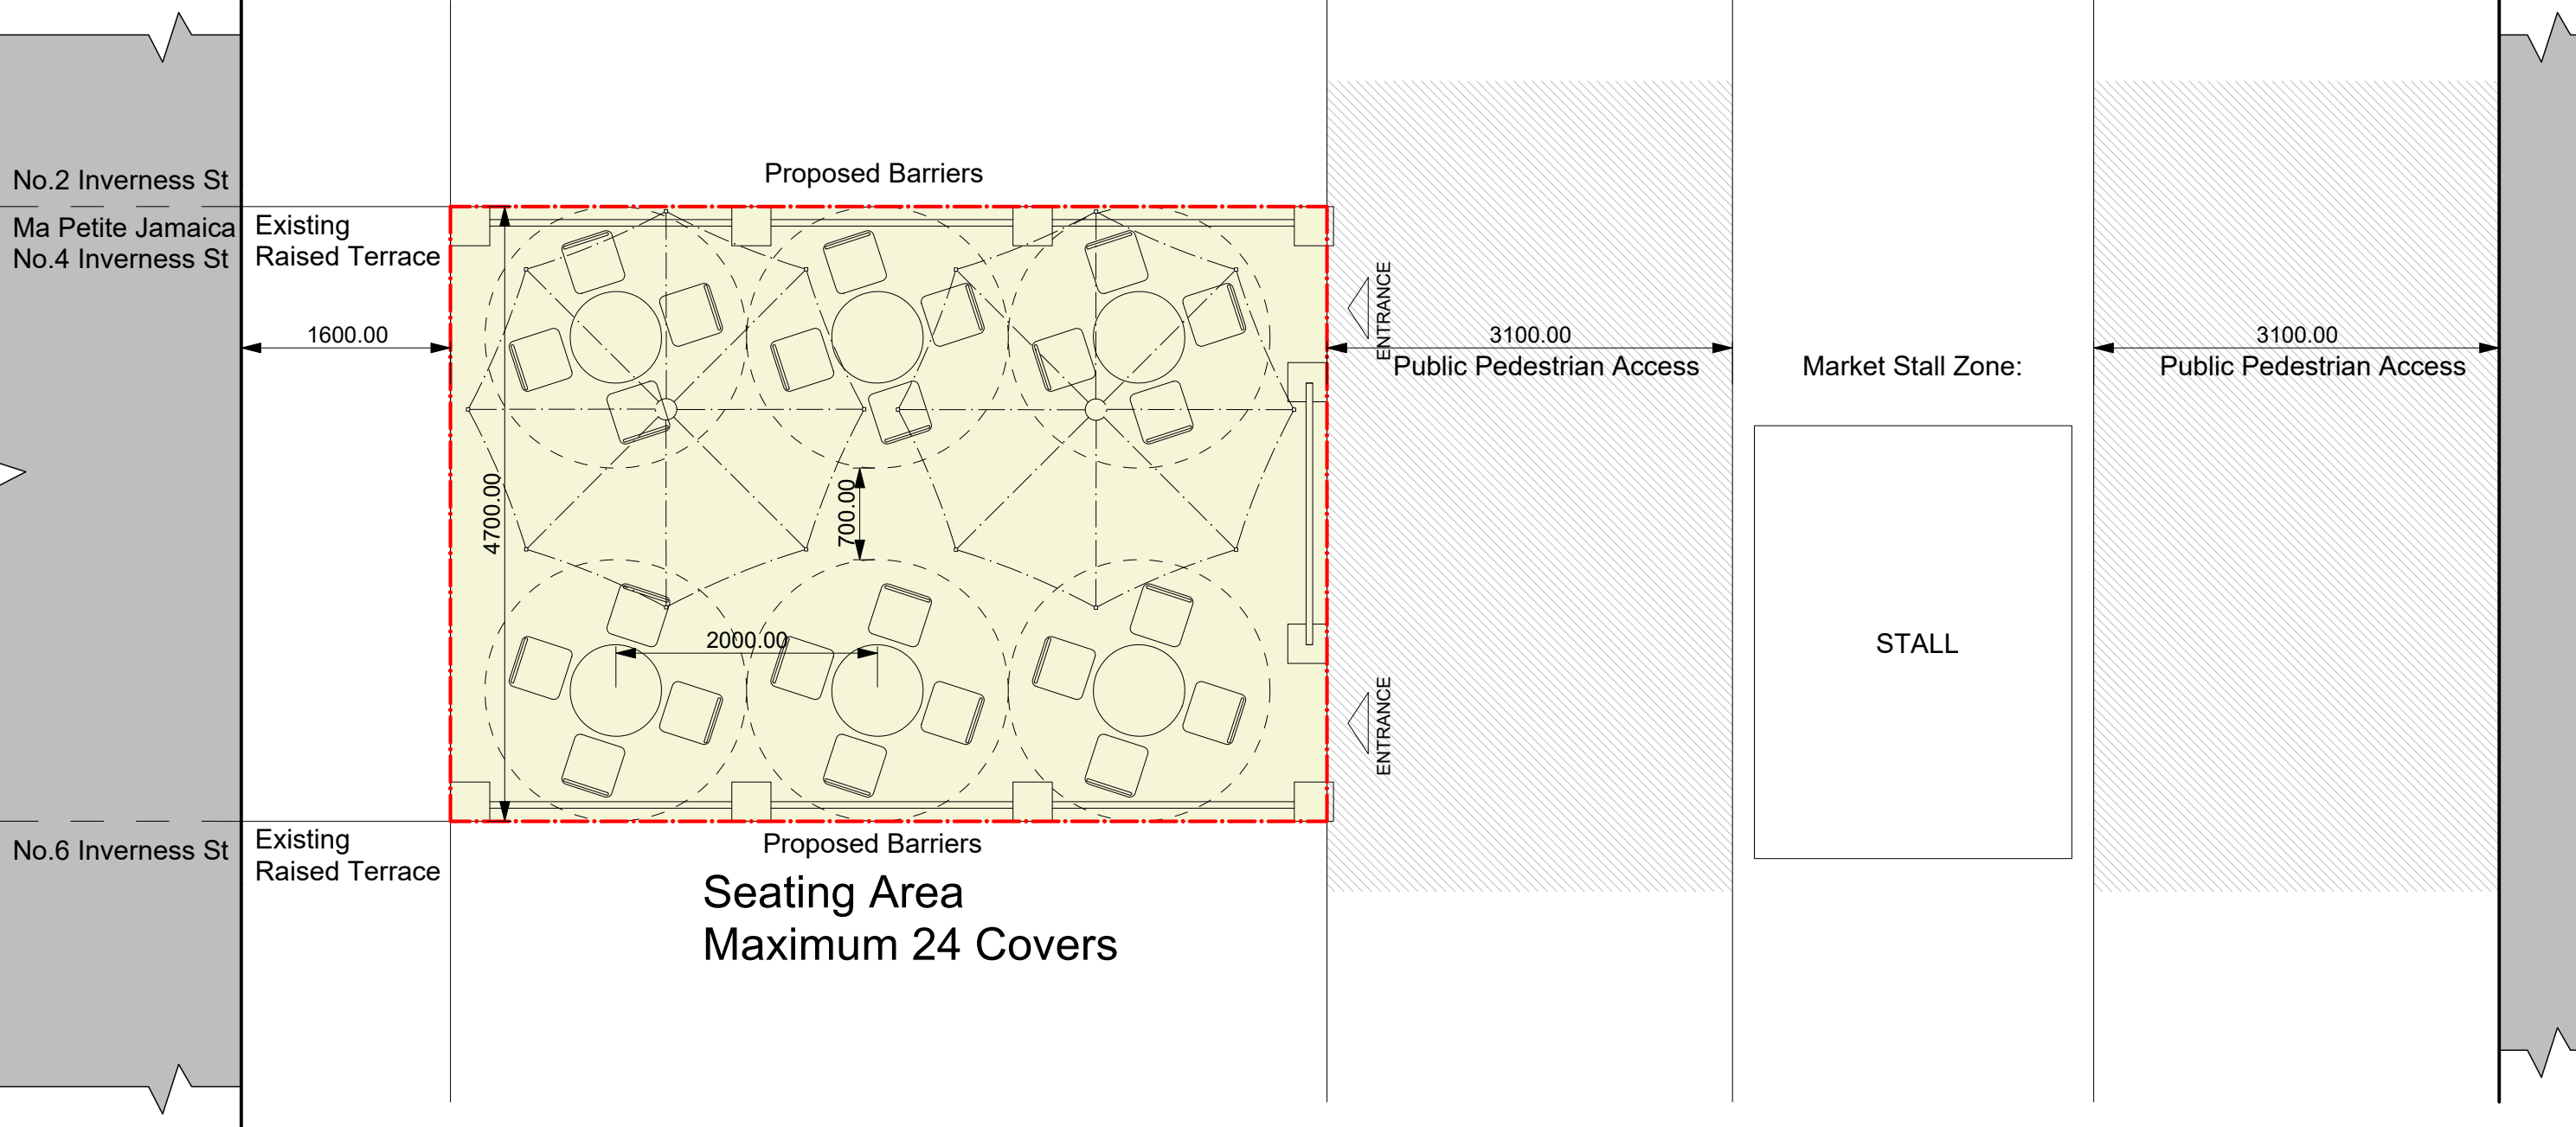 No.2 Inverness St
Ma Petite Jamaica
No.4 Inverness St
Existing
Raised Terrace
1600.00
No.6 Inverness St
Existing
Raised Terrace
Proposed Barriers
4700.00
700.00
2000.00
Proposed Barriers
Seating Area
Maximum 24 Covers
ENTRANCE
ENTRANCE
3100.00
Public Pedestrian Access
Market Stall Zone:
STALL
3100.00
Public Pedestrian Access